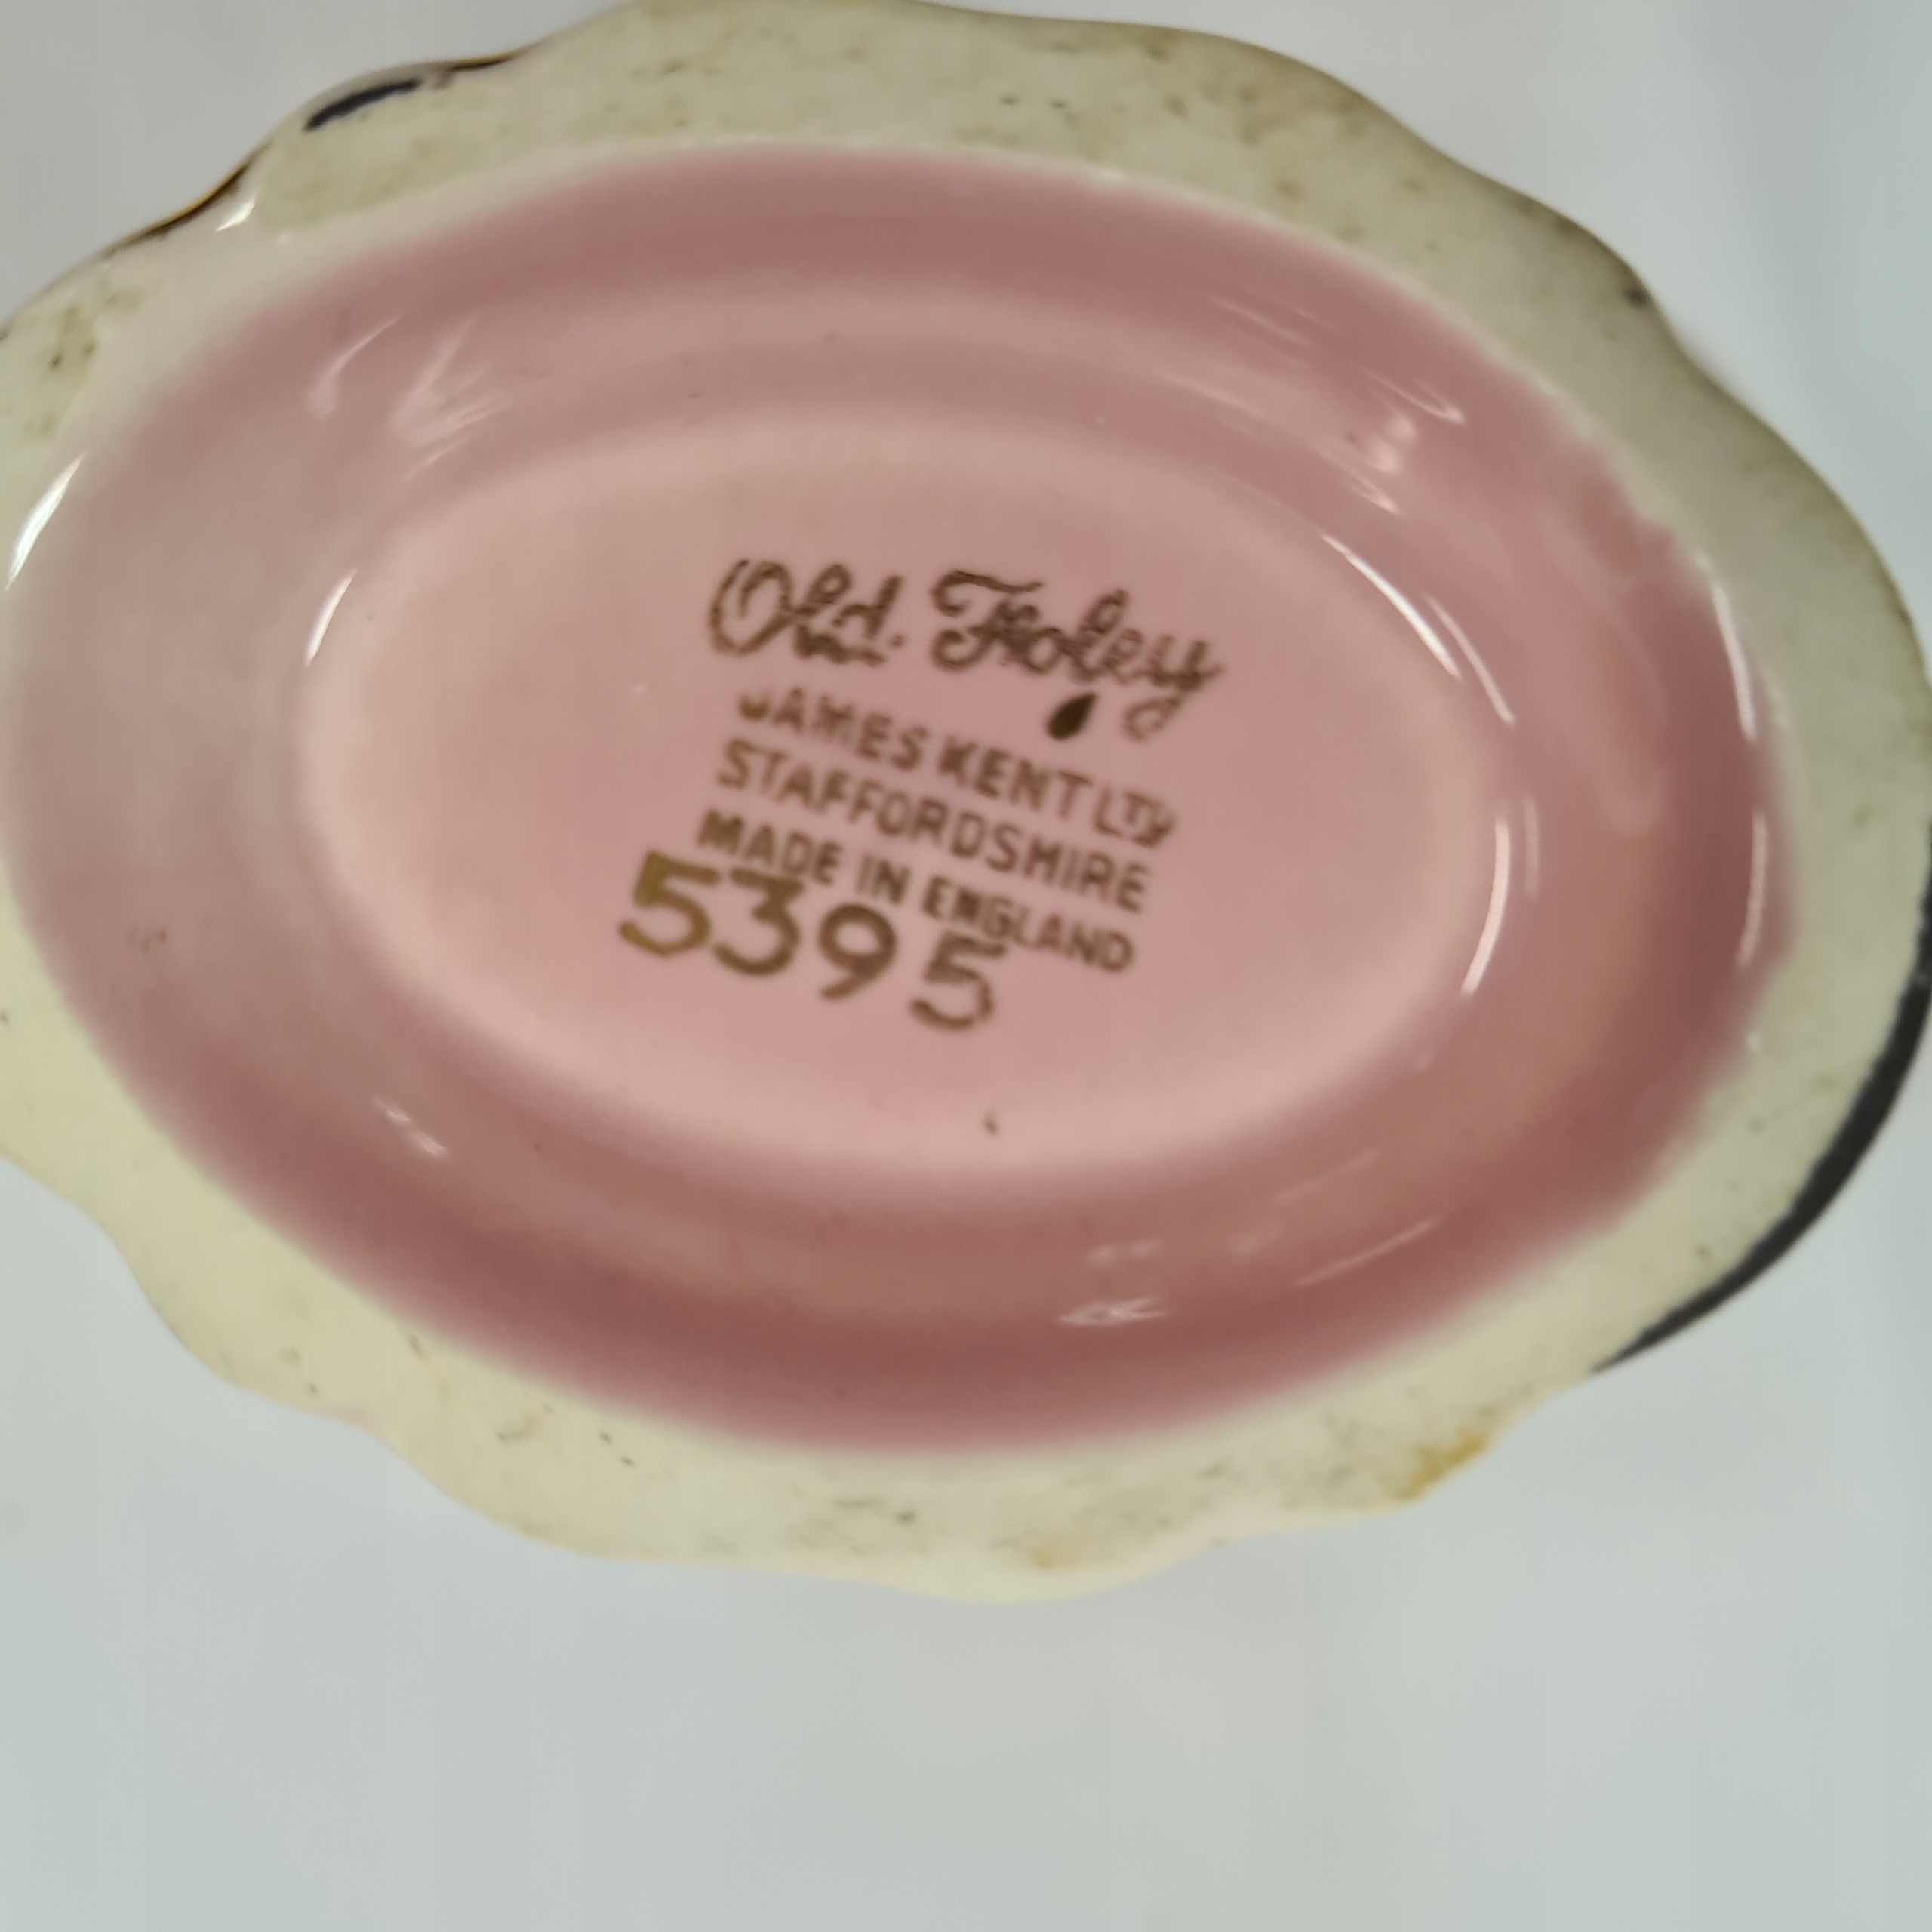 Old. Foley
JAMES KENT LTD
STAFFORDSHIRE
MADE IN ENGLAND
5395